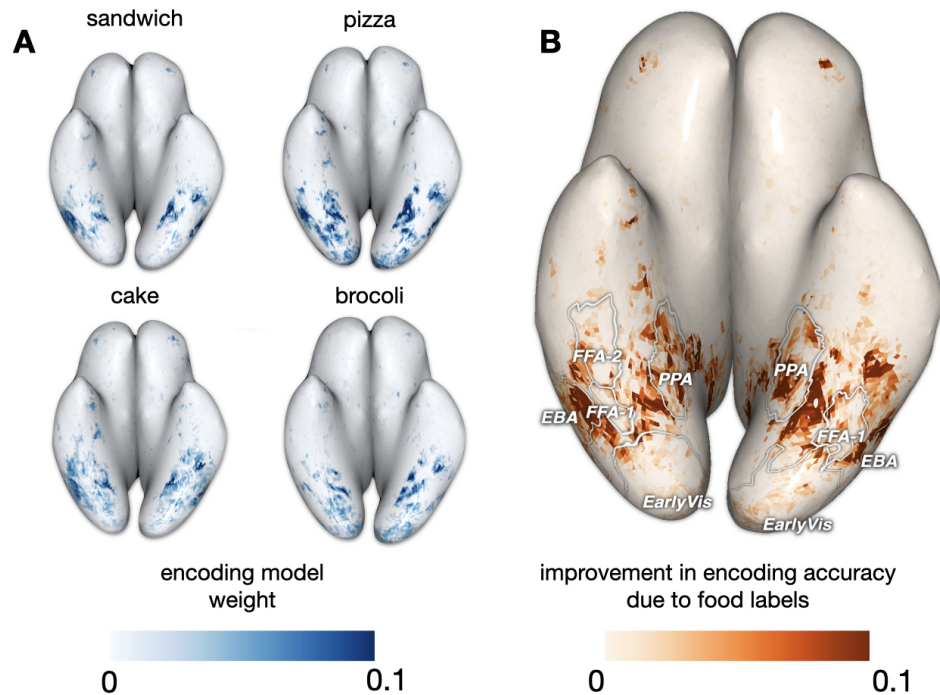 A
sandwich
pizza
cake
brocoli
encoding model
weight
0
0.1
B
FFA-2
PPA
EBA
FFA-1
EarlyVis
PPA
FFA-1
EBA
EarlyVis
improvement in encoding accuracy
due to food labels
0
0.1